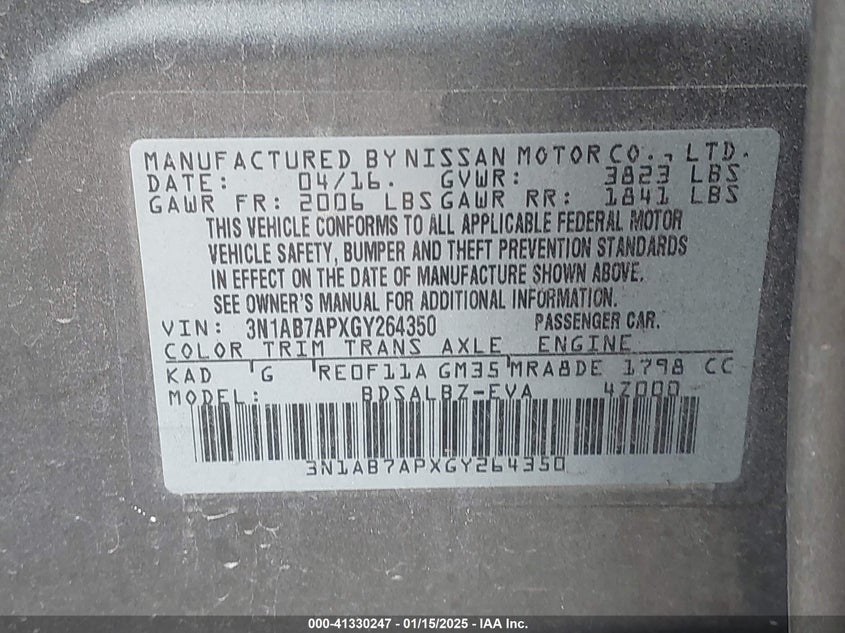 MANUFACTURED BY NISSAN MOTOR CO., LTD.
DATE: 04/16. GVWR: 3823 LBS
GAWR FR: 2006 LBS GAWR RR: 1841 LBS
THIS VEHICLE CONFORMS TO ALL APPLICABLE FEDERAL MOTOR
VEHICLE SAFETY, BUMPER AND THEFT PREVENTION STANDARDS
IN EFFECT ON THE DATE OF MANUFACTURE SHOWN ABOVE.
SEE OWNER'S MANUAL FOR ADDITIONAL INFORMATION.
VIN: 3N1AB7APXGY264350 PASSENGER CAR.
COLOR TRIM TRANS AXLE ENGINE
KAD G RE0F11A GM35 MRA8DE 1798 CC
MODEL: BDSALBZ-EVA 4Z000
3N1AB7APXGY264350
000-41330247 - 01/15/2025 - IAA Inc.